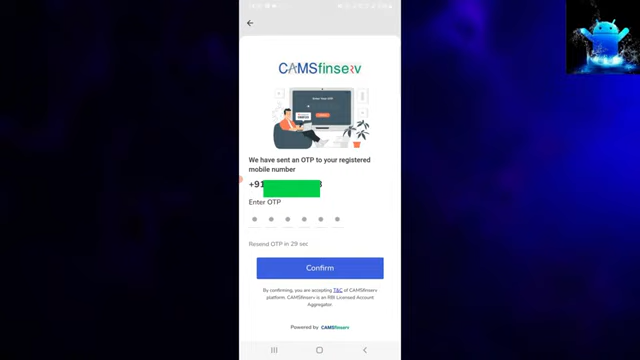 CAMSfinserv
We have sent an OTP to your registered
mobile number
+91
Enter OTP
Resend OTP in 29 sec
Confirm
By confirming, you are accepting T&C of CAMSfinserv
platform. CAMSfinserv is an RBI Licensed Account
Aggregator.
Powered by CAMSfinserv